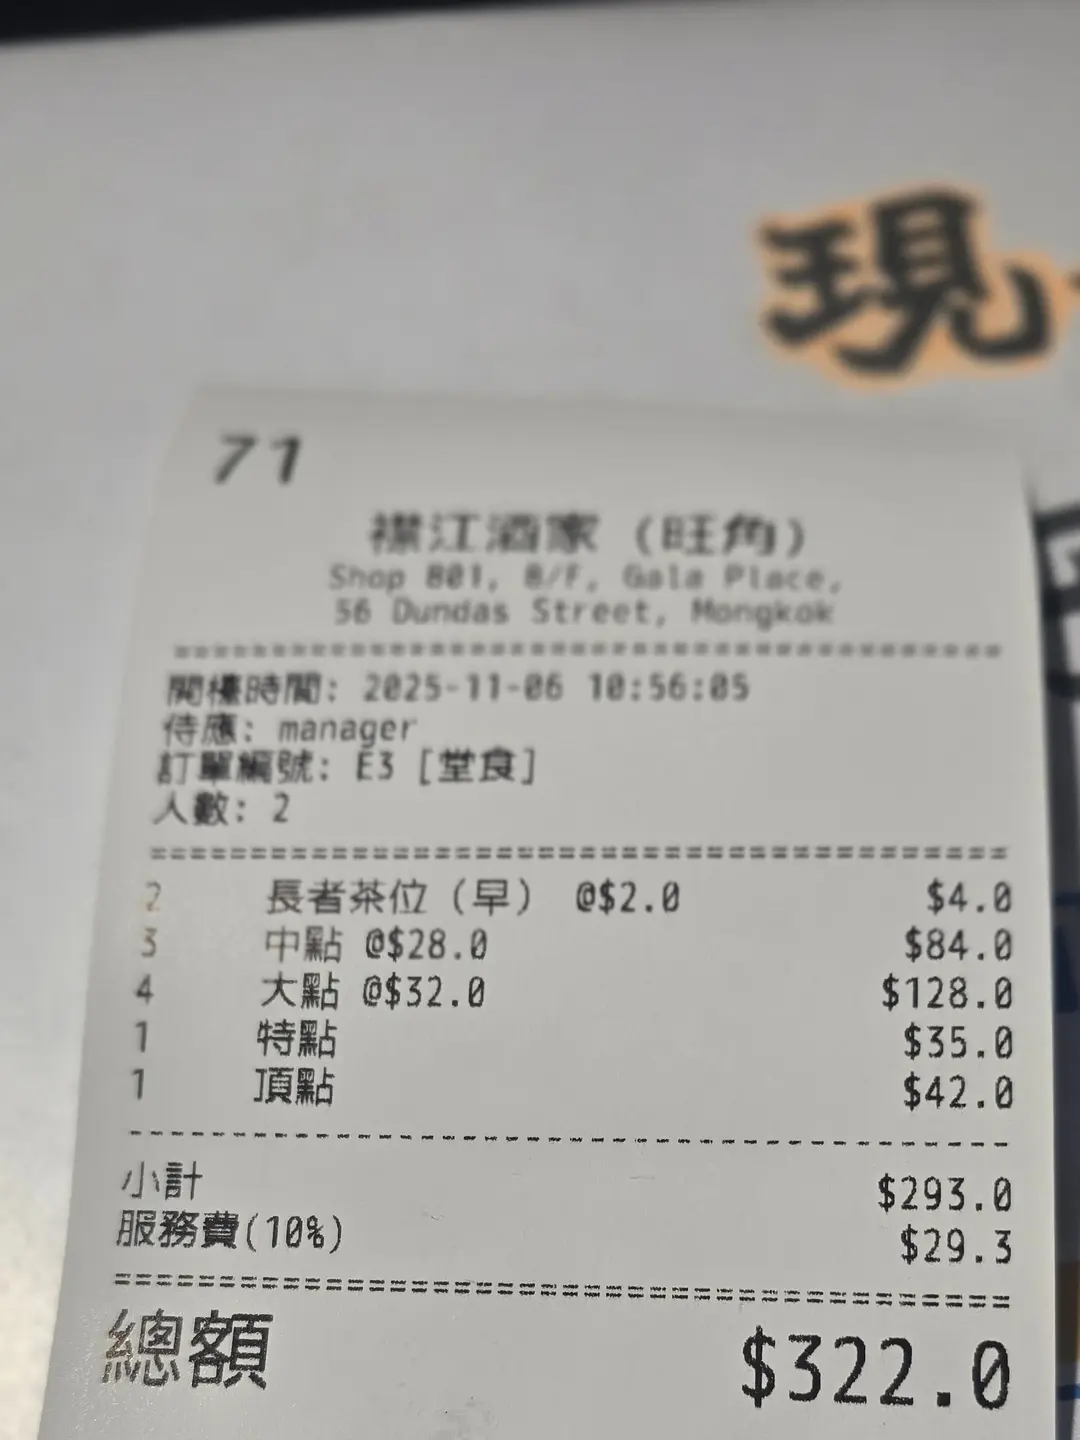 現
71
襟江酒家 (旺角)
Shop 801, 8/F, Gala Place,
56 Dundas Street, Mongkok
開檯時間: 2025-11-06 10:56:05
侍應: manager
訂單編號: E3 [堂食]
人數: 2
2 長者茶位 (早) @$2.0 $4.0
3 中點 @$28.0 $84.0
4 大點 @$32.0 $128.0
1 特點 $35.0
1 頂點 $42.0
小計 $293.0
服務費(10%) $29.3
總額 $322.0